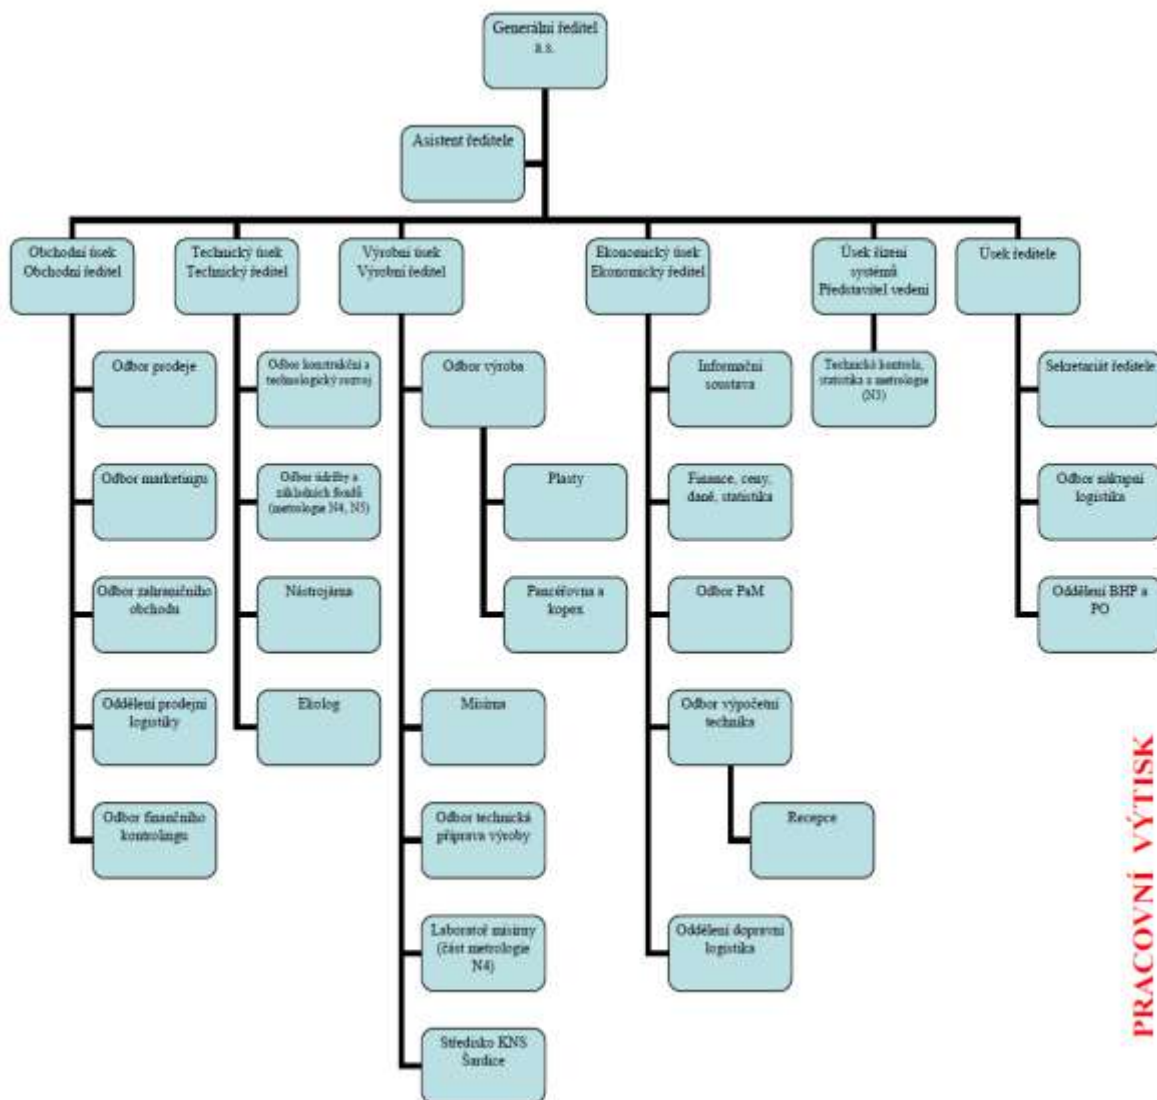 Generální ředitel
a.s.
Asistent ředitele
Obchodní úsek
Obchodní ředitel
Technický úsek
Technický ředitel
Výrobní úsek
Výrobní ředitel
Ekonomický úsek
Ekonomický ředitel
Úsek řízení
systémů
Představitel vedení
Úsek ředitele
Odbor prodeje
Odbor konstrukční a
technologický rozvoj
Odbor výroba
Informační
soustava
Technická kontrola,
statistika a metrologie
(N3)
Sekretariát ředitele
Odbor marketingu
Odbor údržby a
základních fondů
(metrologie N4, N5)
Plasty
Finance, ceny,
daně, statistika
Odbor nákupní
logistika
Odbor zahraničního
obchodu
Nástrojárna
Pancéřovna a
kopex
Odbor PaM
Oddělení BHP a
PO
Oddělení prodejní
logistiky
Ekolog
Mísírna
Odbor výpočetní
technika
Odbor finančního
kontrolingu
Odbor technická
příprava výroby
Recepce
Laboratoř mísírny
(část metrologie
N4)
Oddělení dopravní
logistika
Středisko KNS
Šardice
PRACOVNÍ VÝTISK